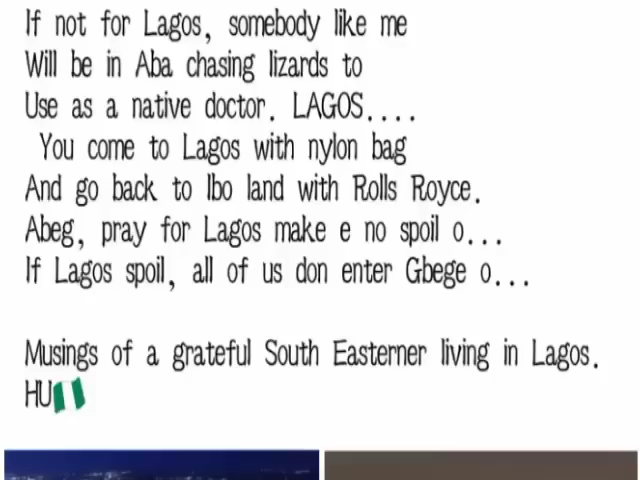 If not for Lagos, somebody like me
Will be in Aba chasing lizards to
Use as a native doctor. LAGOS....
You come to Lagos with nylon bag
And go back to Ibo land with Rolls Royce.
Abeg, pray for Lagos make e no spoil o...
If Lagos spoil, all of us don enter Gbege o...
Musings of a grateful South Easterner living in Lagos.
HU🇳🇬